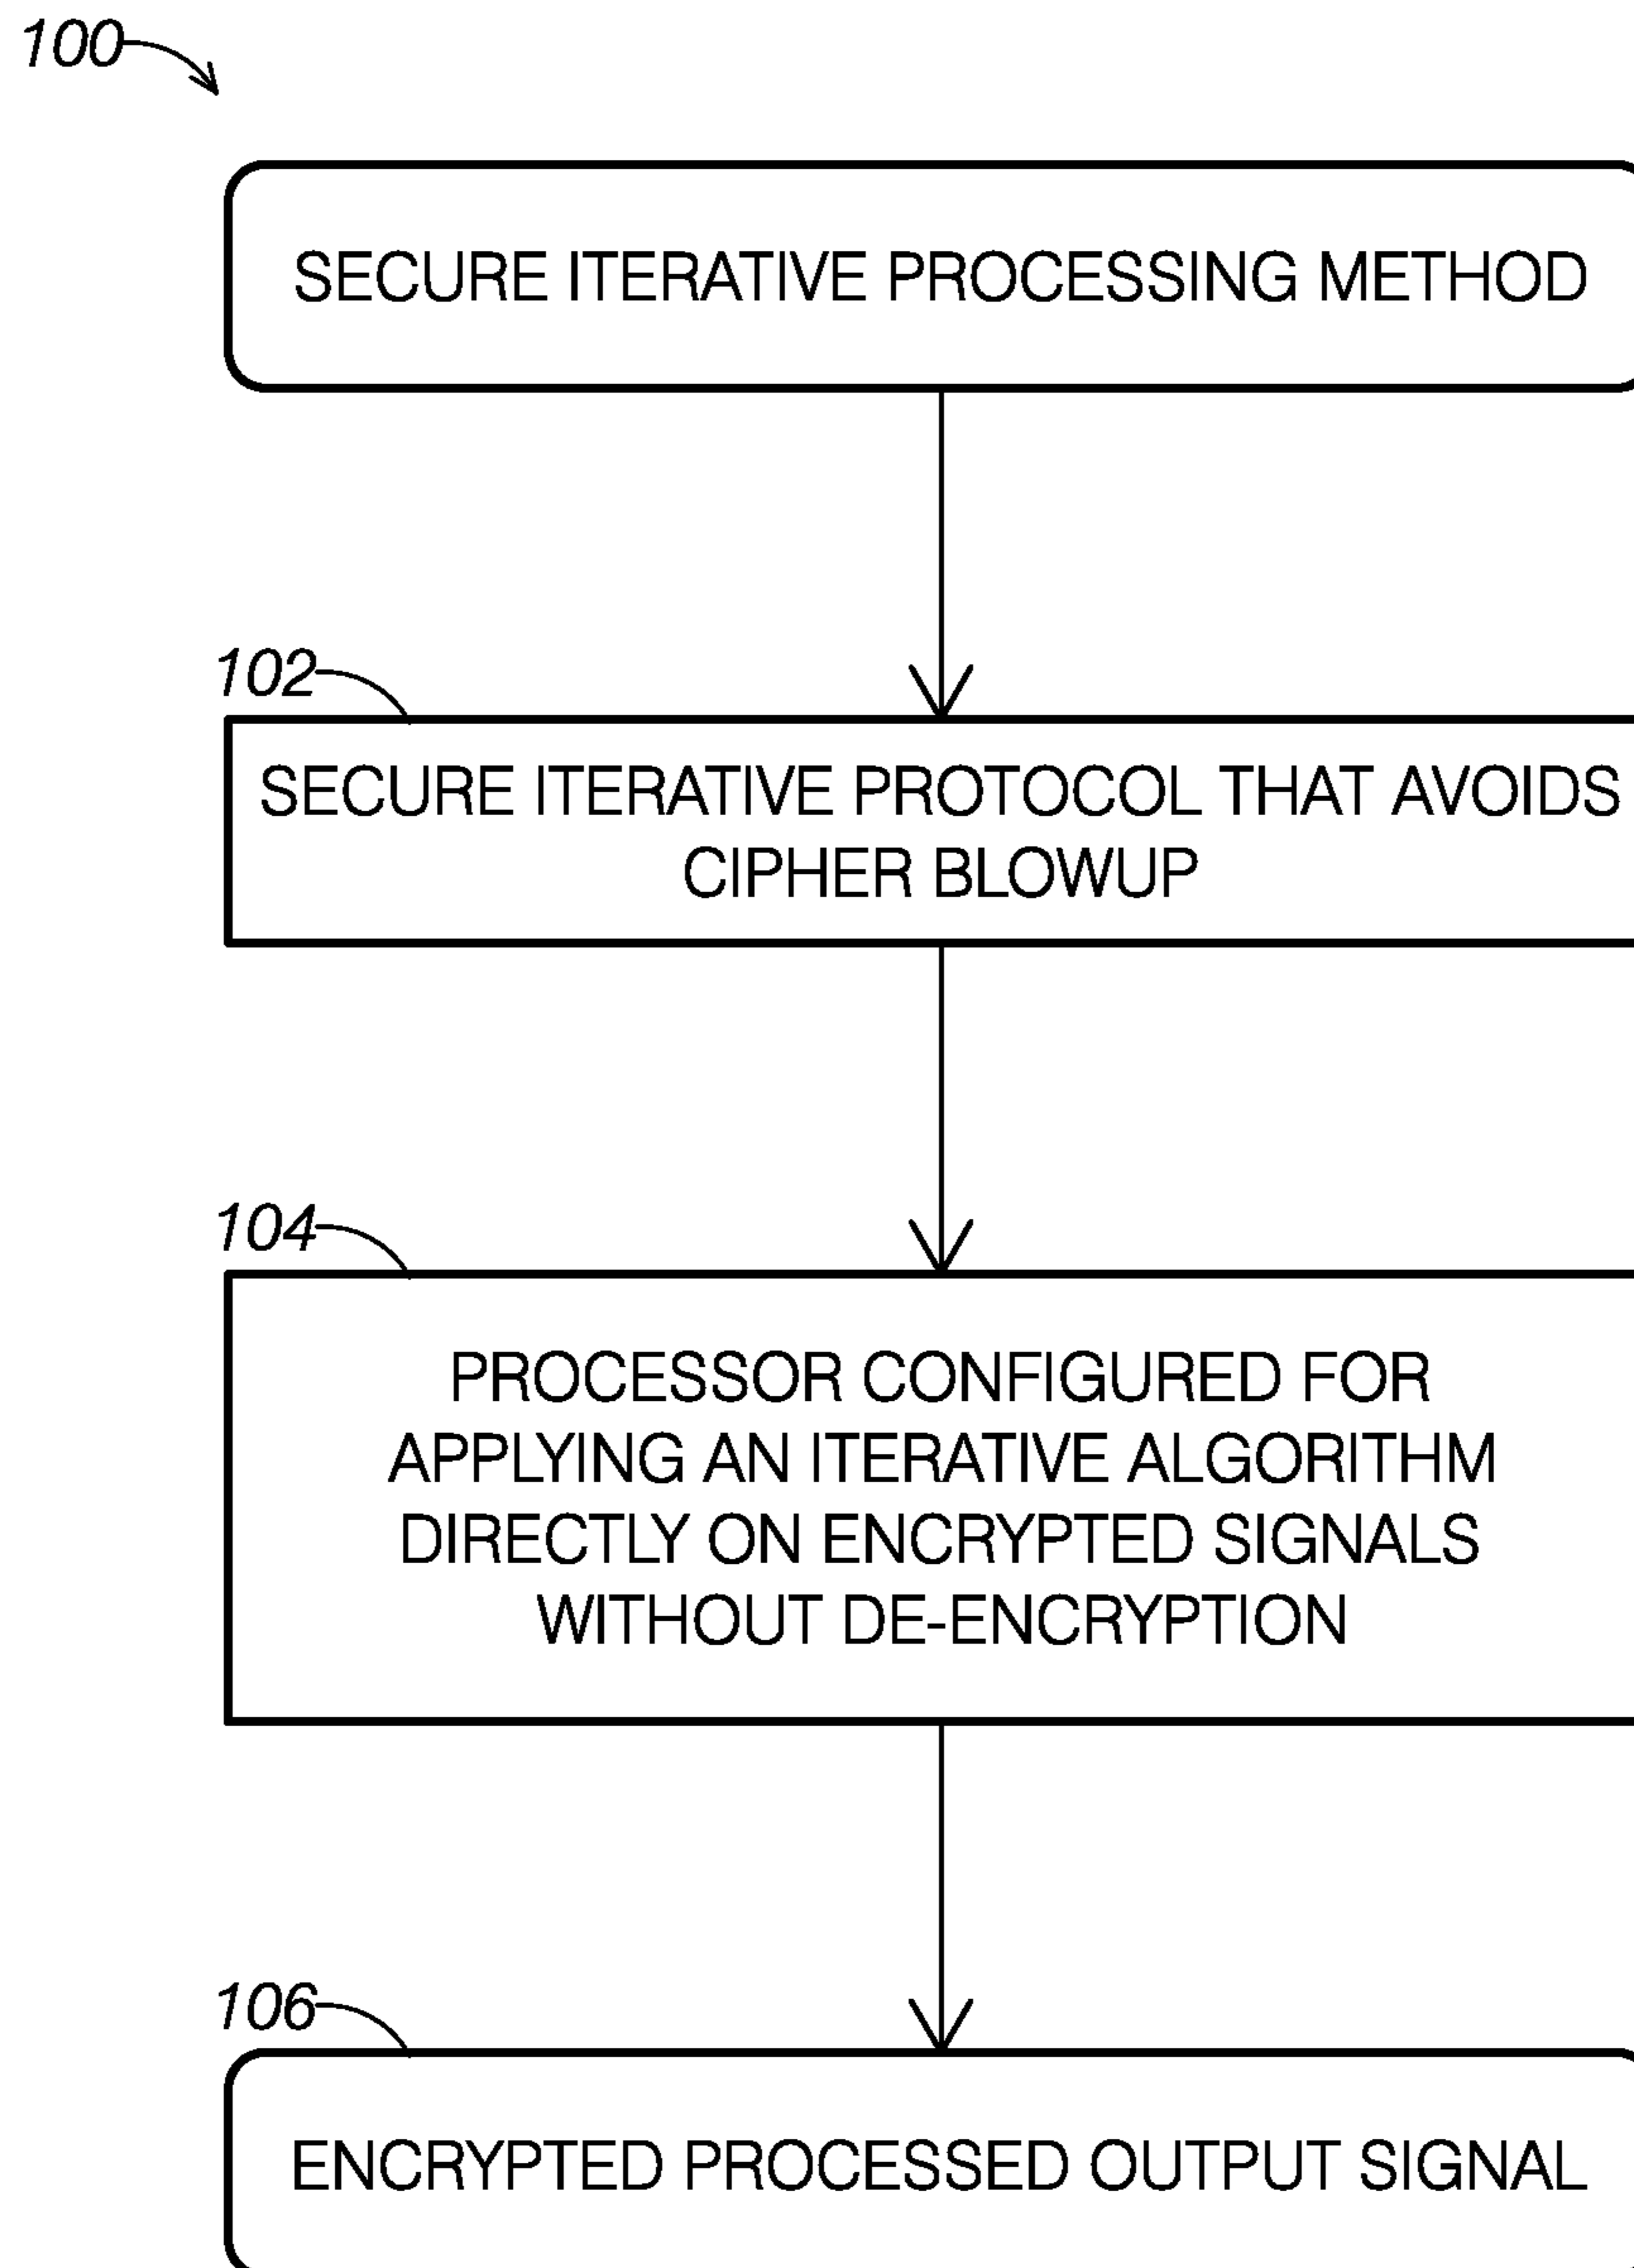 100
SECURE ITERATIVE PROCESSING METHOD
102
SECURE ITERATIVE PROTOCOL THAT AVOIDS
CIPHER BLOWUP
104
PROCESSOR CONFIGURED FOR
APPLYING AN ITERATIVE ALGORITHM
DIRECTLY ON ENCRYPTED SIGNALS
WITHOUT DE-ENCRYPTION
106
ENCRYPTED PROCESSED OUTPUT SIGNAL